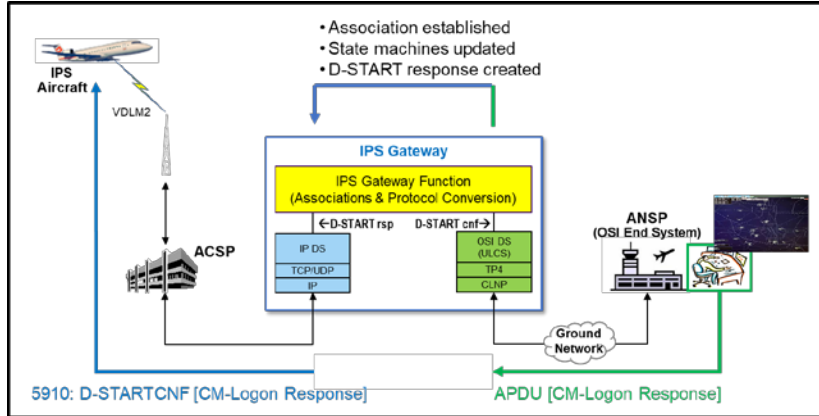 • Association established
• State machines updated
• D-START response created
IPS
Aircraft
VDLM2
IPS Gateway
IPS Gateway Function
(Associations & Protocol Conversion)
←D-START rsp
D-START cnf→
ACSP
IP DS
TCP/UDP
IP
OSI DS
(ULCS)
TP4
CLNP
ANSP
(OSI End System)
Ground
Network
5910: D-STARTCNF [CM-Logon Response]
APDU [CM-Logon Response]